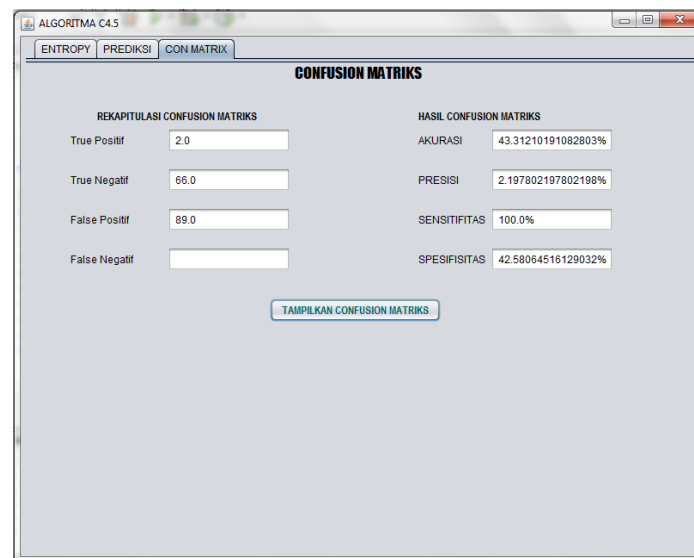 ALGORITMA C4.5
ENTROPY PREDIKSI CON MATRIX
CONFUSION MATRIKS
REKAPITULASI CONFUSION MATRIKS
True Positif 2.0
True Negatif 66.0
False Positif 89.0
False Negatif
HASIL CONFUSION MATRIKS
AKURASI 43.31210191082803%
PRESISI 2.197802197802198%
SENSITIFITAS 100.0%
SPESIFISITAS 42.58064516129032%
TAMPILKAN CONFUSION MATRIKS